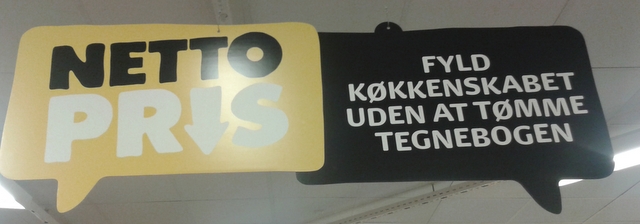 NETTO
PRIS
FYLD
KØKKENSKABET
UDEN AT TØMME
TEGNEBOGEN